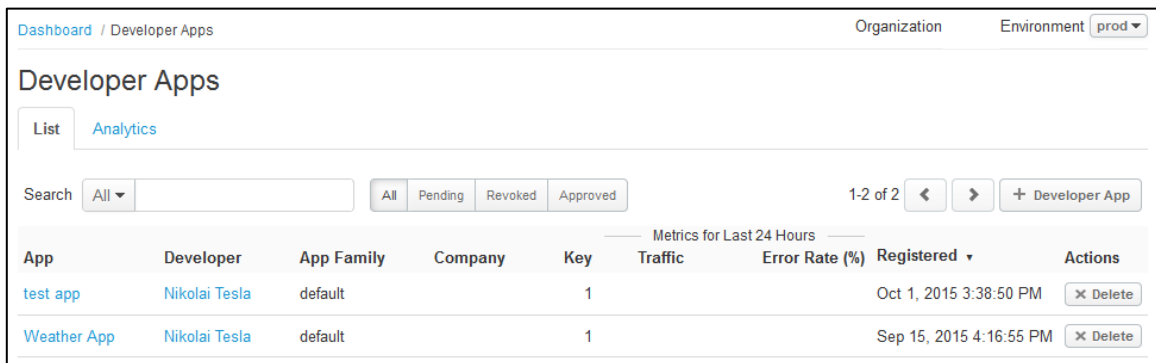 Dashboard / Developer Apps Organization Environment prod
Developer Apps
List Analytics
Search All All Pending Revoked Approved 1-2 of 2 + Developer App
Metrics for Last 24 Hours
App Developer App Family Company Key Traffic Error Rate (%) Registered Actions
test app Nikolai Tesla default 1 Oct 1, 2015 3:38:50 PM × Delete
Weather App Nikolai Tesla default 1 Sep 15, 2015 4:16:55 PM × Delete